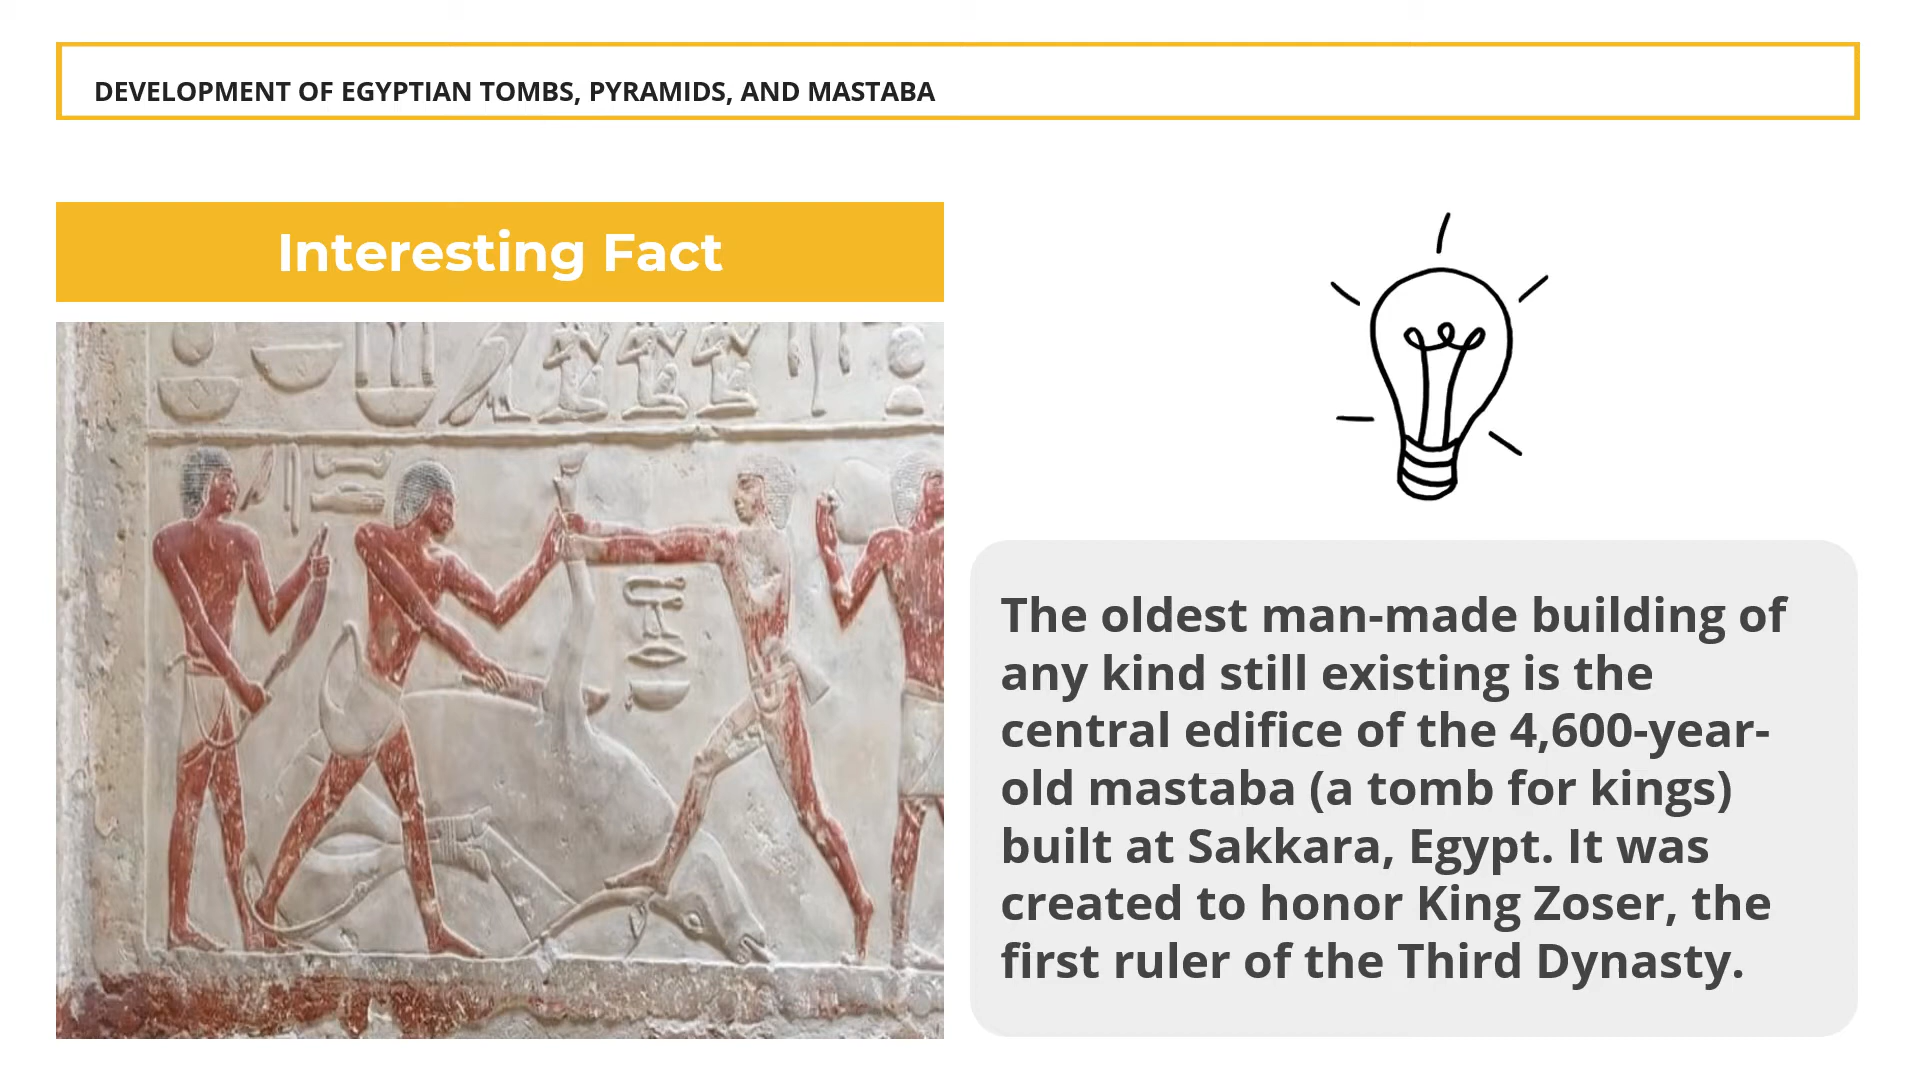 DEVELOPMENT OF EGYPTIAN TOMBS, PYRAMIDS, AND MASTABA
Interesting Fact
The oldest man-made building of
any kind still existing is the
central edifice of the 4,600-year-
old mastaba (a tomb for kings)
built at Sakkara, Egypt. It was
created to honor King Zoser, the
first ruler of the Third Dynasty.